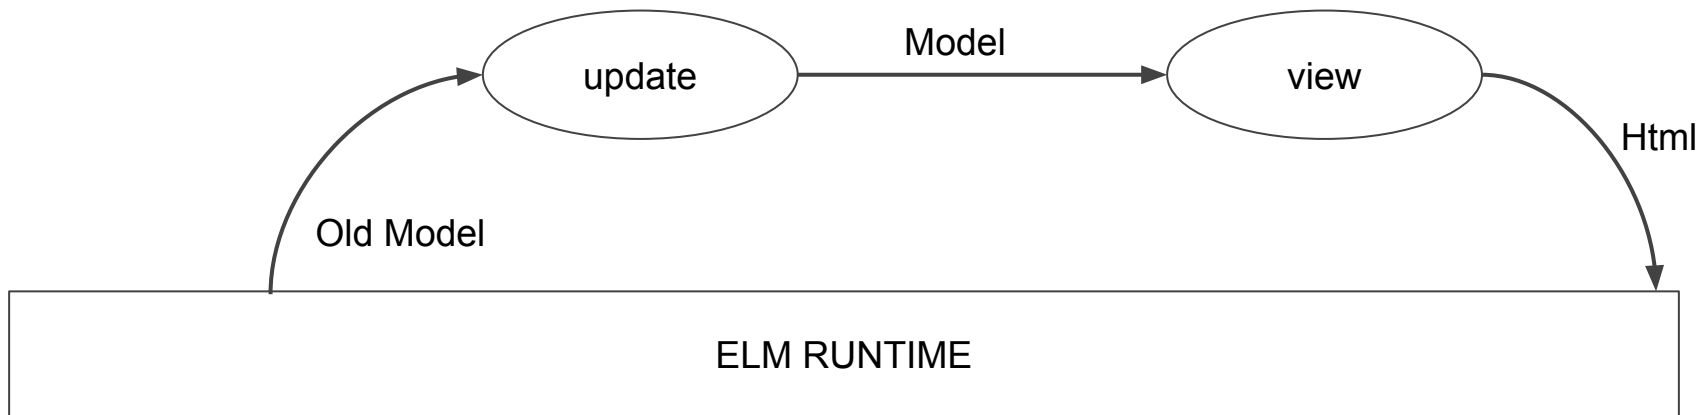 Model
update
view
Html
Old Model
ELM RUNTIME